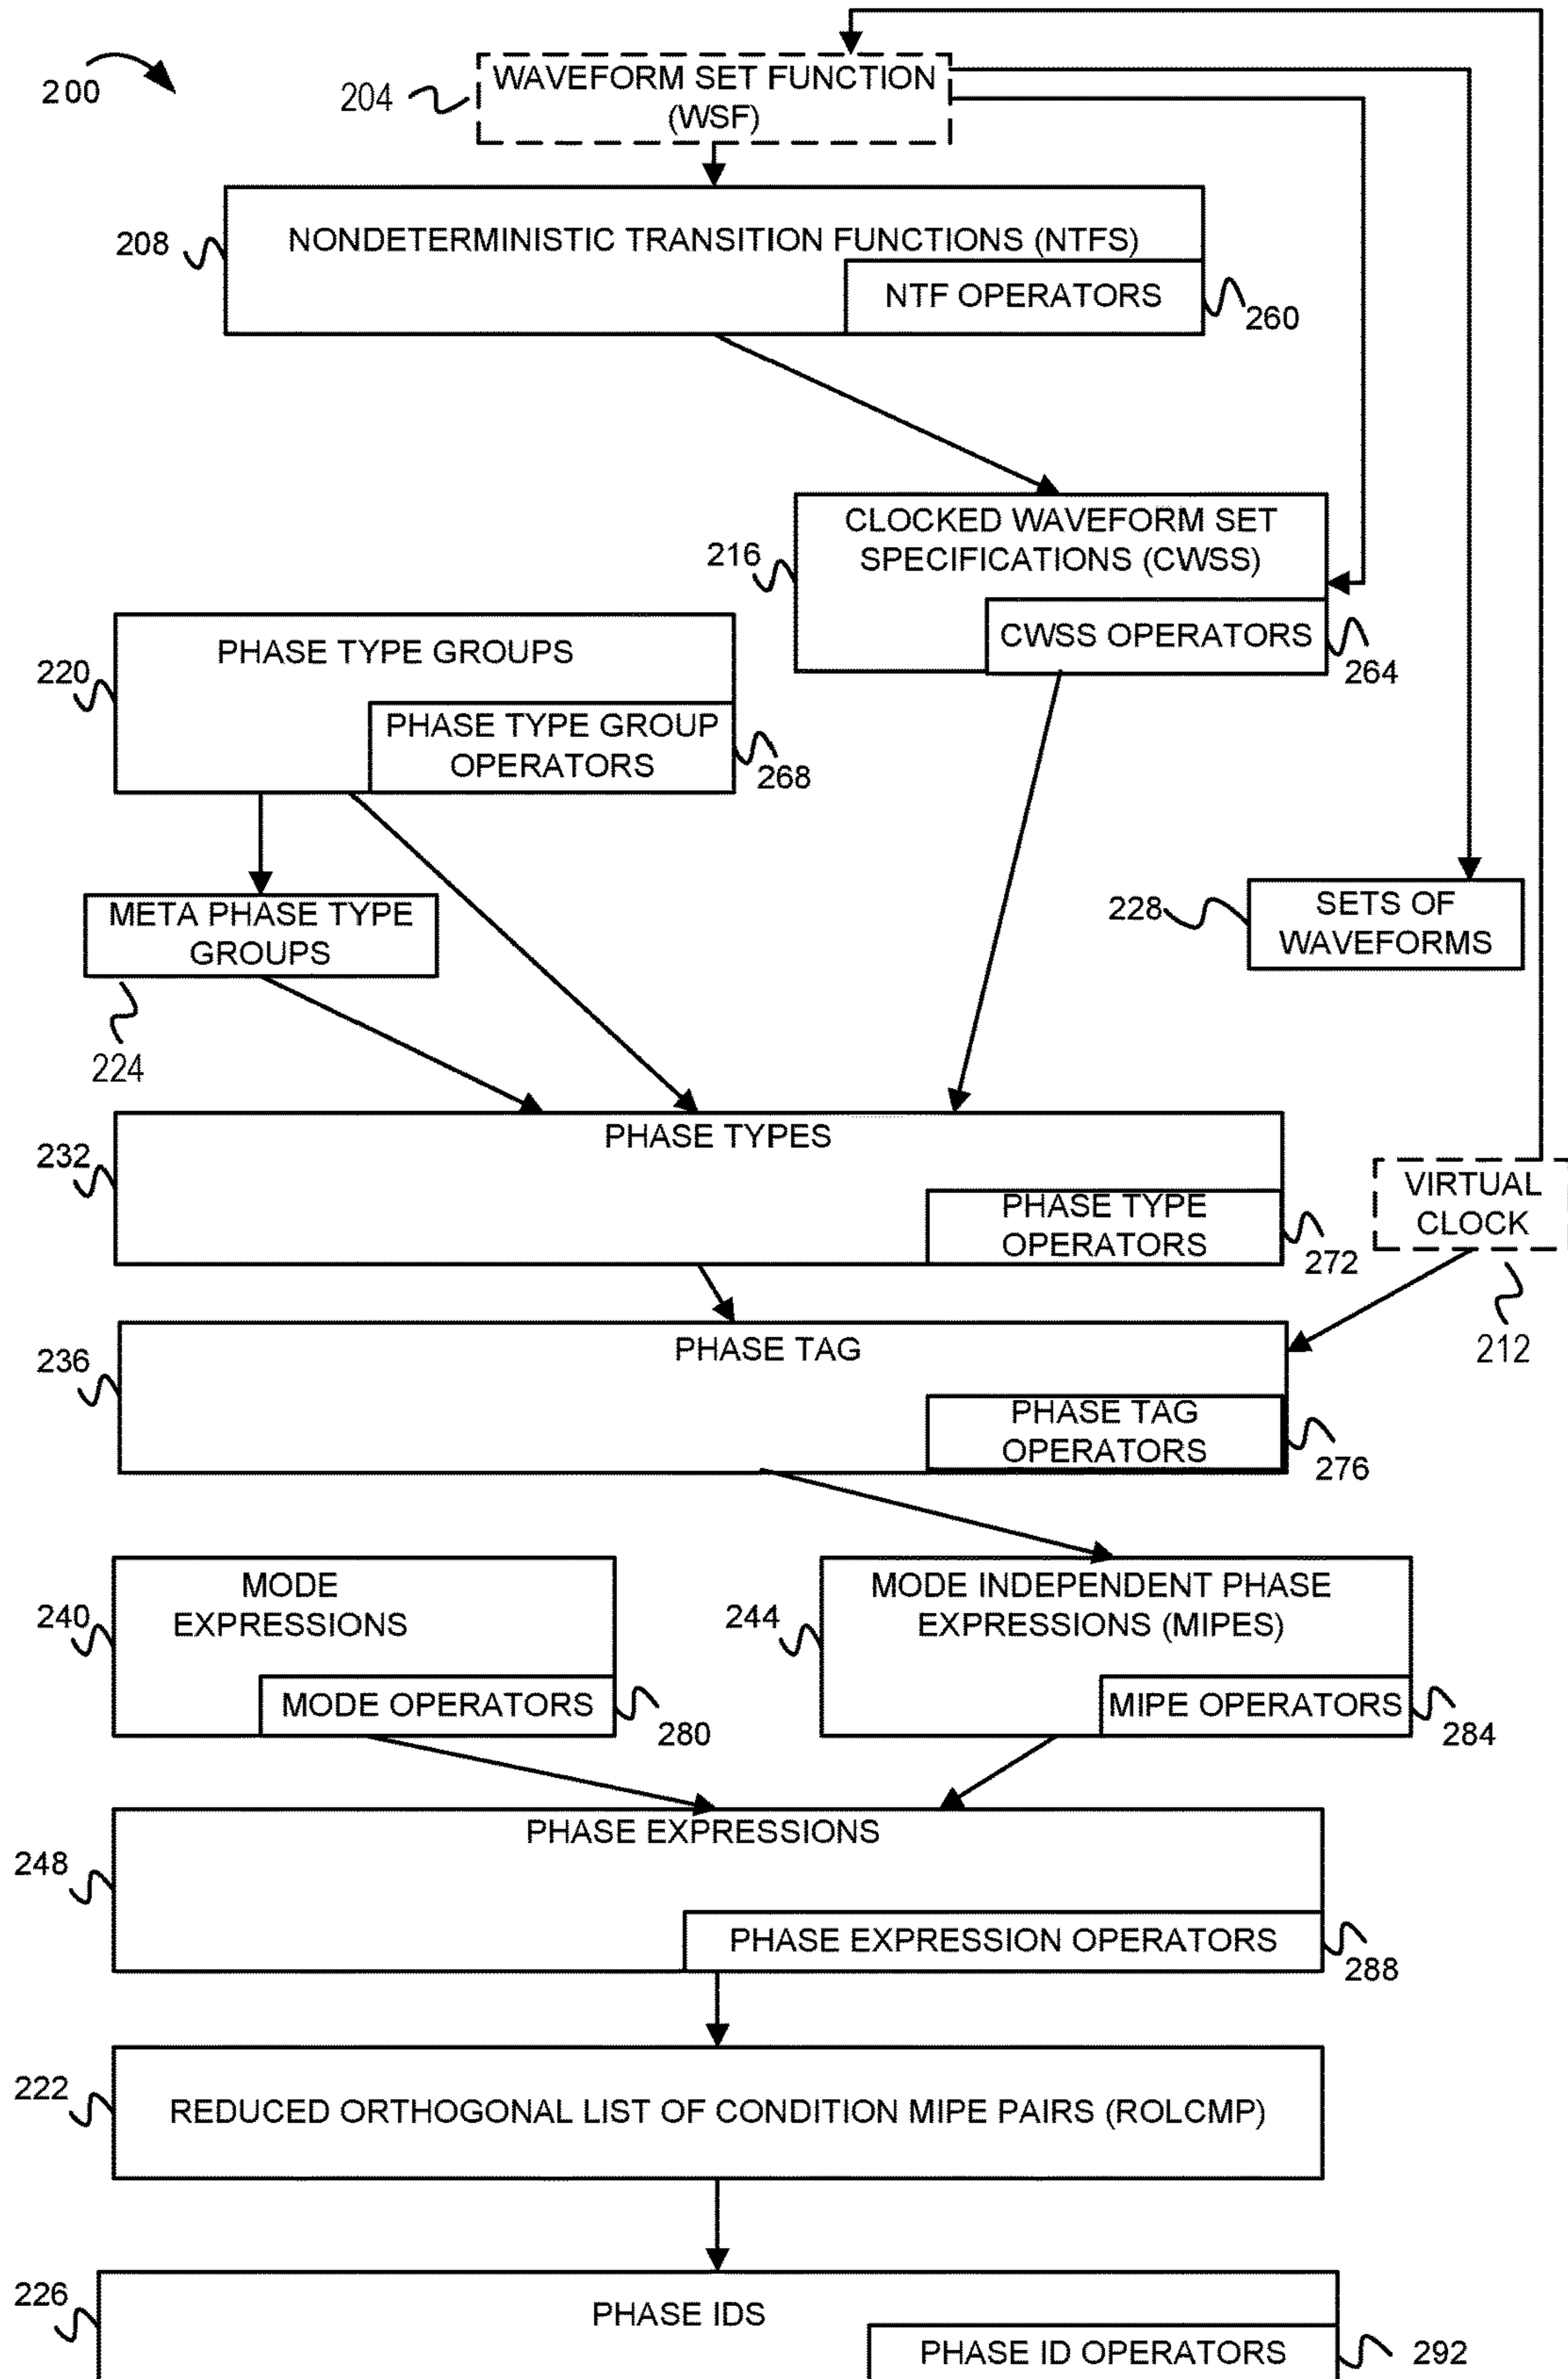 200
204
WAVEFORM SET FUNCTION
(WSF)
208
NONDETERMINISTIC TRANSITION FUNCTIONS (NTFS)
NTF OPERATORS
260
216
CLOCKED WAVEFORM SET
SPECIFICATIONS (CWSS)
CWSS OPERATORS
264
220
PHASE TYPE GROUPS
PHASE TYPE GROUP
OPERATORS
268
META PHASE TYPE
GROUPS
224
228
SETS OF
WAVEFORMS
232
PHASE TYPES
PHASE TYPE
OPERATORS
272
VIRTUAL
CLOCK
212
236
PHASE TAG
PHASE TAG
OPERATORS
276
240
MODE
EXPRESSIONS
MODE OPERATORS
280
244
MODE INDEPENDENT PHASE
EXPRESSIONS (MIPES)
MIPE OPERATORS
284
248
PHASE EXPRESSIONS
PHASE EXPRESSION OPERATORS
288
222
REDUCED ORTHOGONAL LIST OF CONDITION MIPE PAIRS (ROLCMP)
226
PHASE IDS
PHASE ID OPERATORS
292